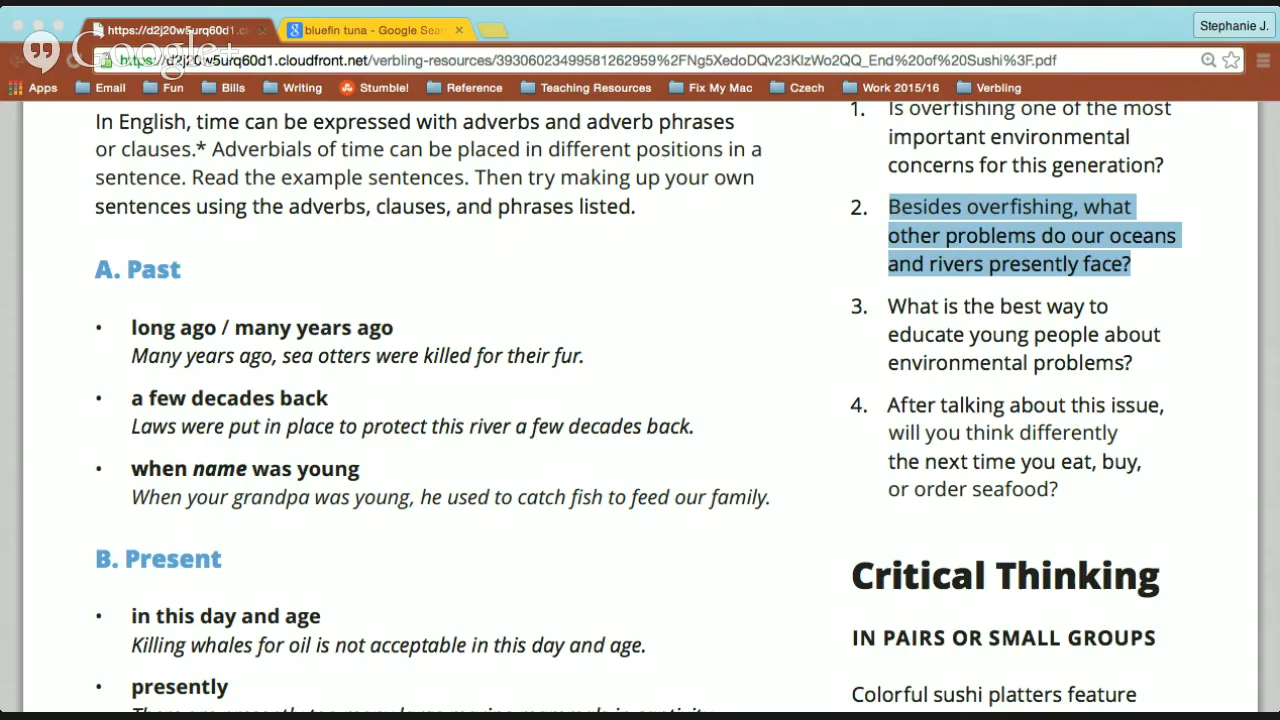 https://d2j20w5urq60d1.cl
bluefin tuna - Google Sear
Stephanie J.
Google+
https://d2j20w5urq60d1.cloudfront.net/verbling-resources/39306023499581262959%2FNg5XedoDQv23KlzWo2QQ_End%20of%20Sushi%3F.pdf
Apps Email Fun Bills Writing Stumble! Reference Teaching Resources Fix My Mac Czech Work 2015/16 Verbling
In English, time can be expressed with adverbs and adverb phrases
or clauses.* Adverbials of time can be placed in different positions in a
sentence. Read the example sentences. Then try making up your own
sentences using the adverbs, clauses, and phrases listed.
A. Past
• long ago / many years ago
Many years ago, sea otters were killed for their fur.
• a few decades back
Laws were put in place to protect this river a few decades back.
• when name was young
When your grandpa was young, he used to catch fish to feed our family.
B. Present
• in this day and age
Killing whales for oil is not acceptable in this day and age.
• presently
1. Is overfishing one of the most
important environmental
concerns for this generation?
2. Besides overfishing, what
other problems do our oceans
and rivers presently face?
3. What is the best way to
educate young people about
environmental problems?
4. After talking about this issue,
will you think differently
the next time you eat, buy,
or order seafood?
Critical Thinking
IN PAIRS OR SMALL GROUPS
Colorful sushi platters feature